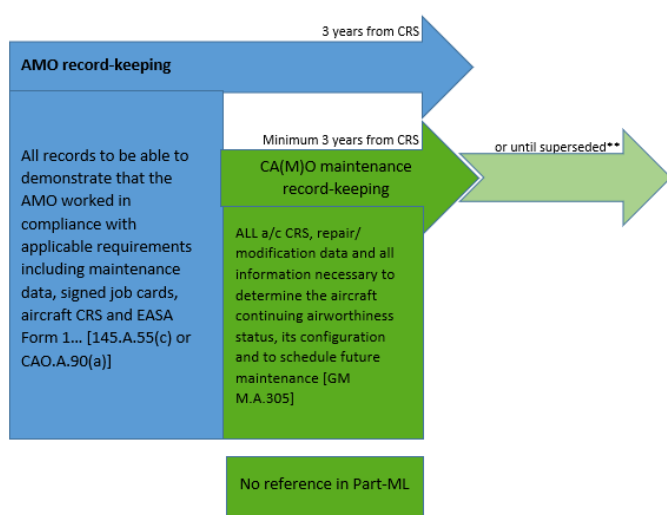 3 years from CRS
AMO record-keeping
Minimum 3 years from CRS
or until superseded**
CA(M)O maintenance
record-keeping
All records to be able to
demonstrate that the
AMO worked in
compliance with
applicable requirements
including maintenance
data, signed job cards,
aircraft CRS and EASA
Form 1... [145.A.55(c) or
CAO.A.90(a)]
ALL a/c CRS, repair/
modification data and all
information necessary to
determine the aircraft
continuing airworthiness
status, its configuration
and to schedule future
maintenance [GM
M.A.305]
No reference in Part-ML